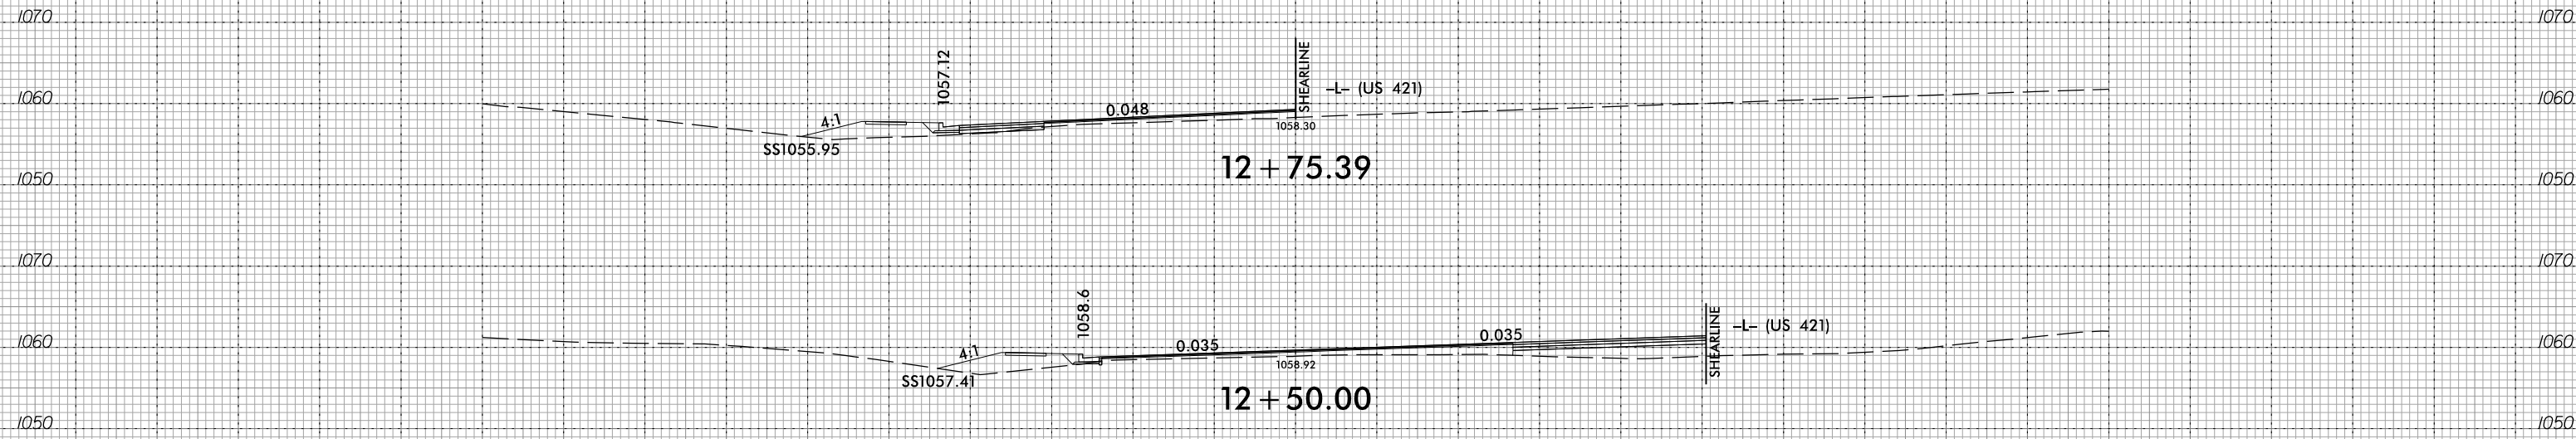 1070 1070
1057.12
SHEARLINE
-L- (US 421)
1060 0.048 1060
4:1
1058.30
SS1055.95
12+75.39
1050 1050
1070 1070
1058.6
SHEARLINE
-L- (US 421)
1060 0.035 0.035 1060
4:1
1058.92
SS1057.41
12+50.00
1050 1050